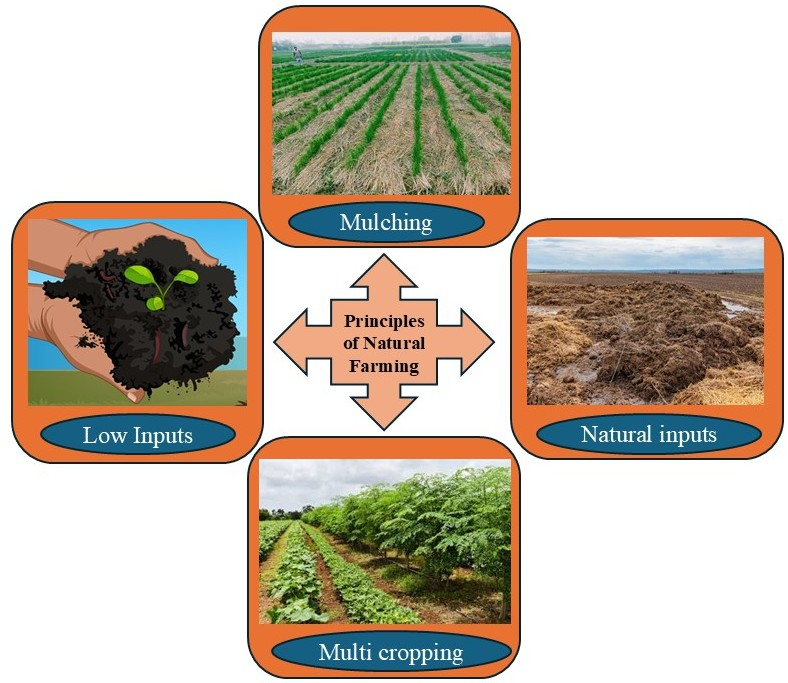 Mulching
Principles
of Natural
Farming
Low Inputs
Natural inputs
Multi cropping